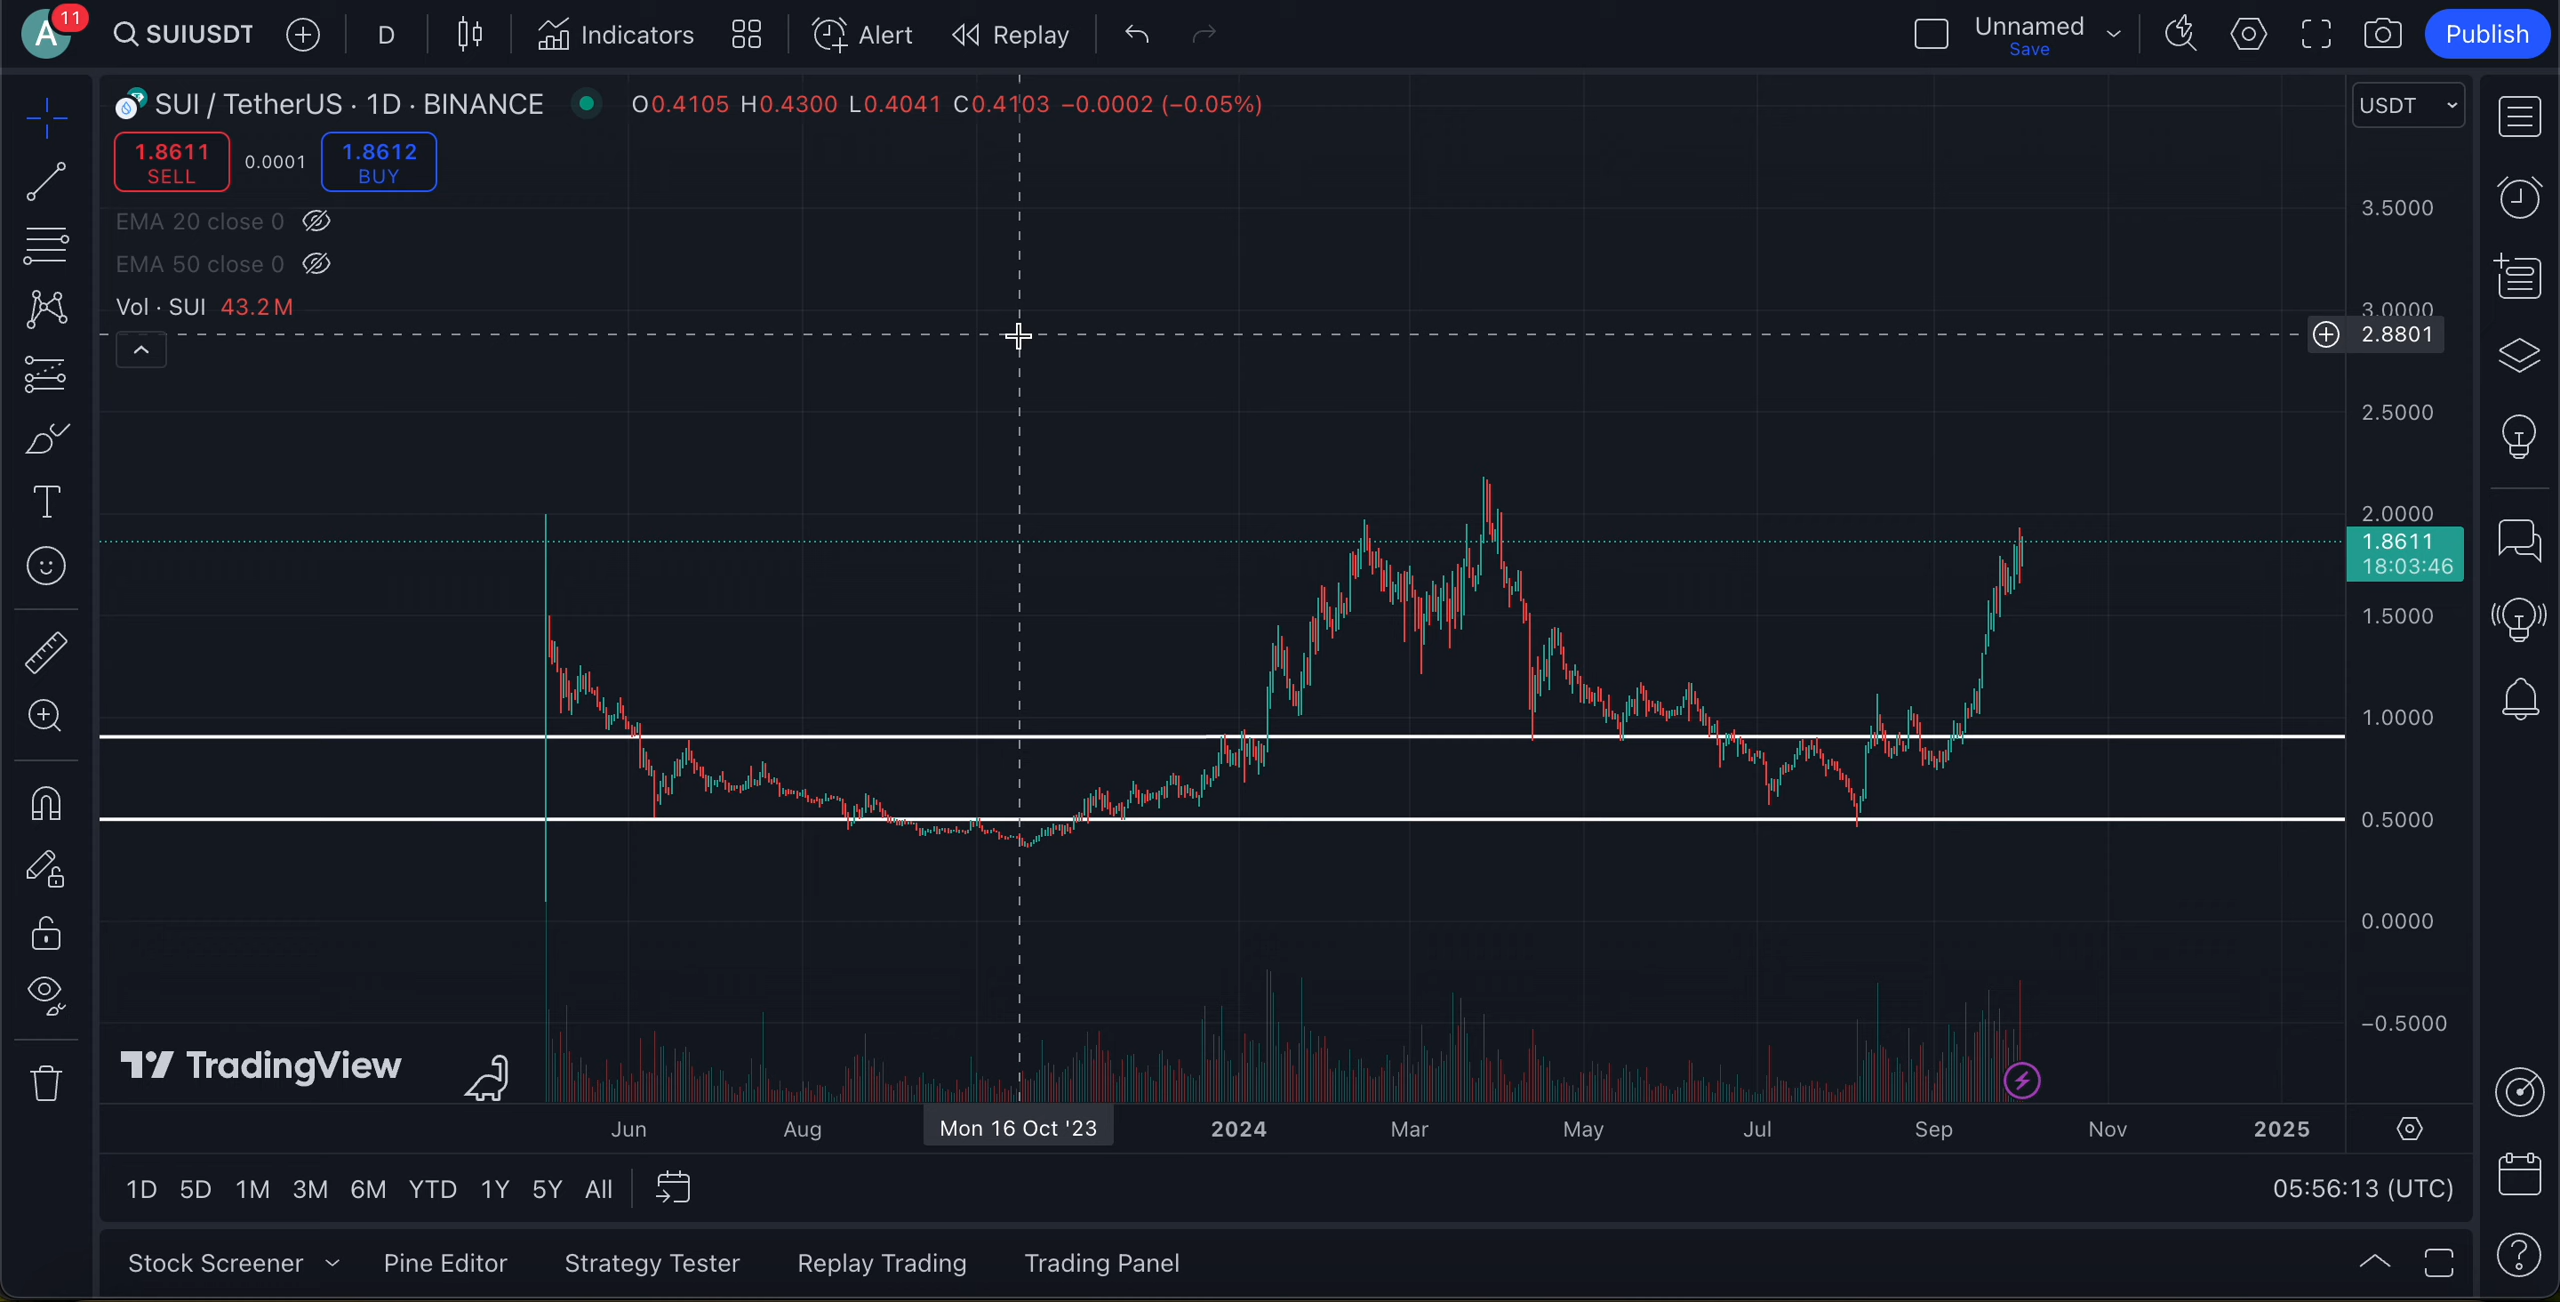 A 11 SUIUSDT D Indicators Alert Replay Unnamed Save Publish
SUI / TetherUS · 1D · BINANCE O0.4105 H0.4300 L0.4041 C0.4103 −0.0002 (−0.05%)
USDT
1.8611 SELL 0.0001 1.8612 BUY
EMA 20 close 0
EMA 50 close 0
Vol · SUI 43.2 M
3.5000
3.0000
2.8801
2.5000
2.0000
1.8611
18:03:46
1.5000
1.0000
0.5000
0.0000
−0.5000
TradingView
Jun Aug Mon 16 Oct '23 2024 Mar May Jul Sep Nov 2025
1D 5D 1M 3M 6M YTD 1Y 5Y All 05:56:13 (UTC)
Stock Screener Pine Editor Strategy Tester Replay Trading Trading Panel